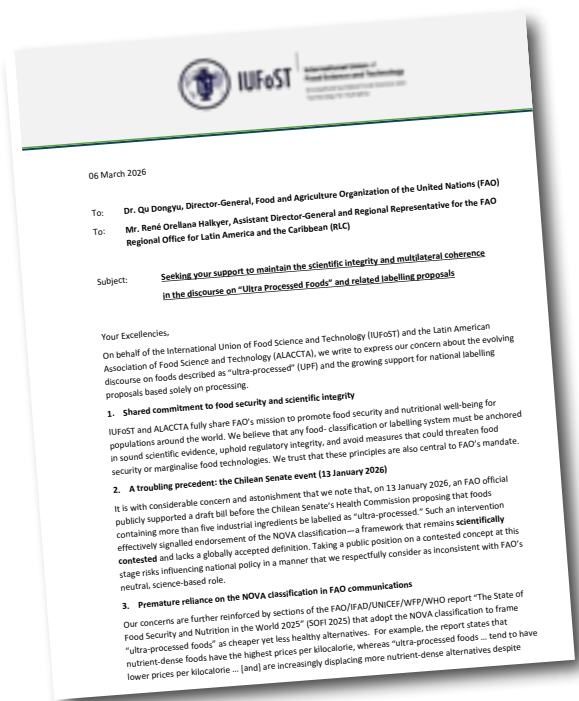 IUFoST
International Union of
Food Science and Technology
06 March 2026
To: Dr. Qu Dongyu, Director-General, Food and Agriculture Organization of the United Nations (FAO)
To: Mr. René Orellana Halkyer, Assistant Director-General and Regional Representative for the FAO
Regional Office for Latin America and the Caribbean (RLC)
Subject: Seeking your support to maintain the scientific integrity and multilateral coherence
in the discourse on “Ultra Processed Foods” and related labelling proposals
Your Excellencies,
On behalf of the International Union of Food Science and Technology (IUFoST) and the Latin American
Association of Food Science and Technology (ALACCTA), we write to express our concern about the evolving
discourse on foods described as “ultra-processed” (UPF) and the growing support for national labelling
proposals based solely on processing.
1. Shared commitment to food security and scientific integrity
IUFoST and ALACCTA fully share FAO’s mission to promote food security and nutritional well-being for
populations around the world. We believe that any food- classification or labelling system must be anchored
in sound scientific evidence, uphold regulatory integrity, and avoid measures that could threaten food
security or marginalise food technologies. We trust that these principles are also central to FAO’s mandate.
2. A troubling precedent: the Chilean Senate event (13 January 2026)
It is with considerable concern and astonishment that we note that, on 13 January 2026, an FAO official
publicly supported a draft bill before the Chilean Senate’s Health Commission proposing that foods
containing more than five industrial ingredients be labelled as “ultra-processed.” Such an intervention
effectively signalled endorsement of the NOVA classification—a framework that remains scientifically
contested and lacks a globally accepted definition. Taking a public position on a contested concept at this
stage risks influencing national policy in a manner that we respectfully consider as inconsistent with FAO’s
neutral, science-based role.
3. Premature reliance on the NOVA classification in FAO communications
Our concerns are further reinforced by sections of the FAO/IFAD/UNICEF/WFP/WHO report “The State of
Food Security and Nutrition in the World 2025” (SOFI 2025) that adopt the NOVA classification to frame
“ultra-processed foods” as cheaper yet less healthy alternatives. For example, the report states that
nutrient-dense foods have the highest prices per kilocalorie, whereas “ultra-processed foods … tend to have
lower prices per kilocalorie … [and] are increasingly displacing more nutrient-dense alternatives despite